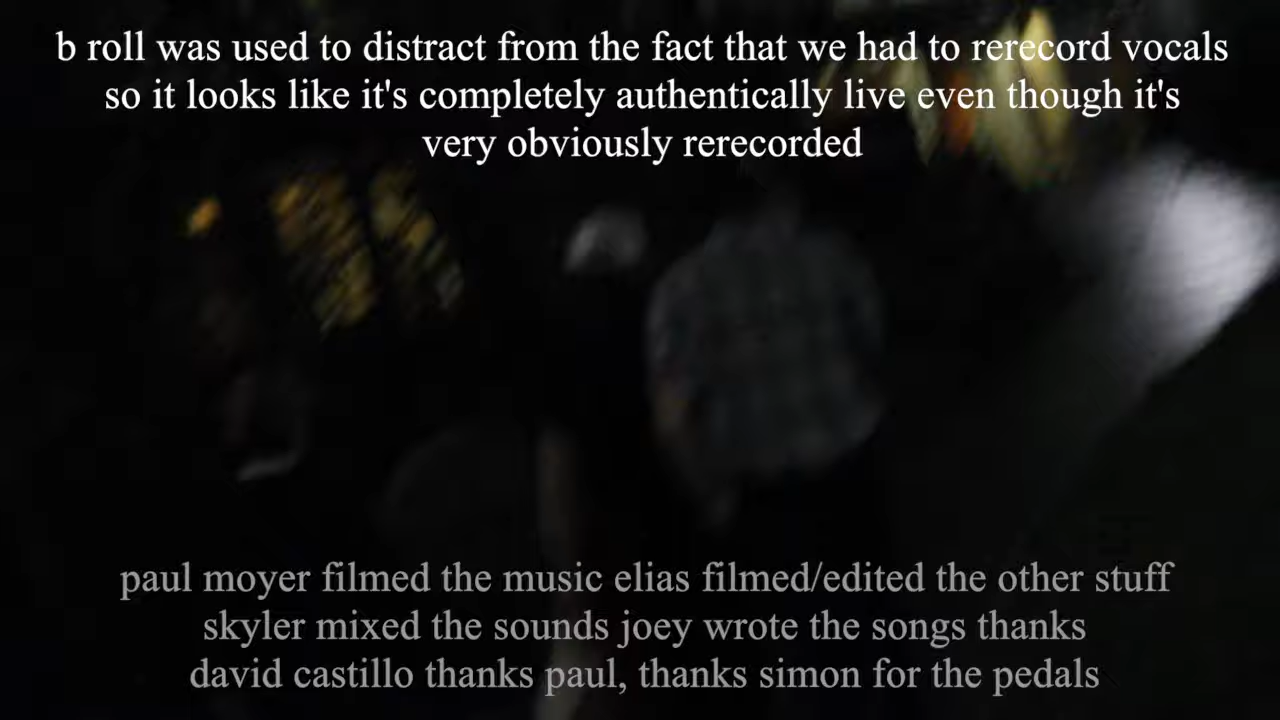 b roll was used to distract from the fact that we had to rerecord vocals
so it looks like it's completely authentically live even though it's
very obviously rerecorded
paul moyer filmed the music elias filmed/edited the other stuff
skyler mixed the sounds joey wrote the songs thanks
david castillo thanks paul, thanks simon for the pedals